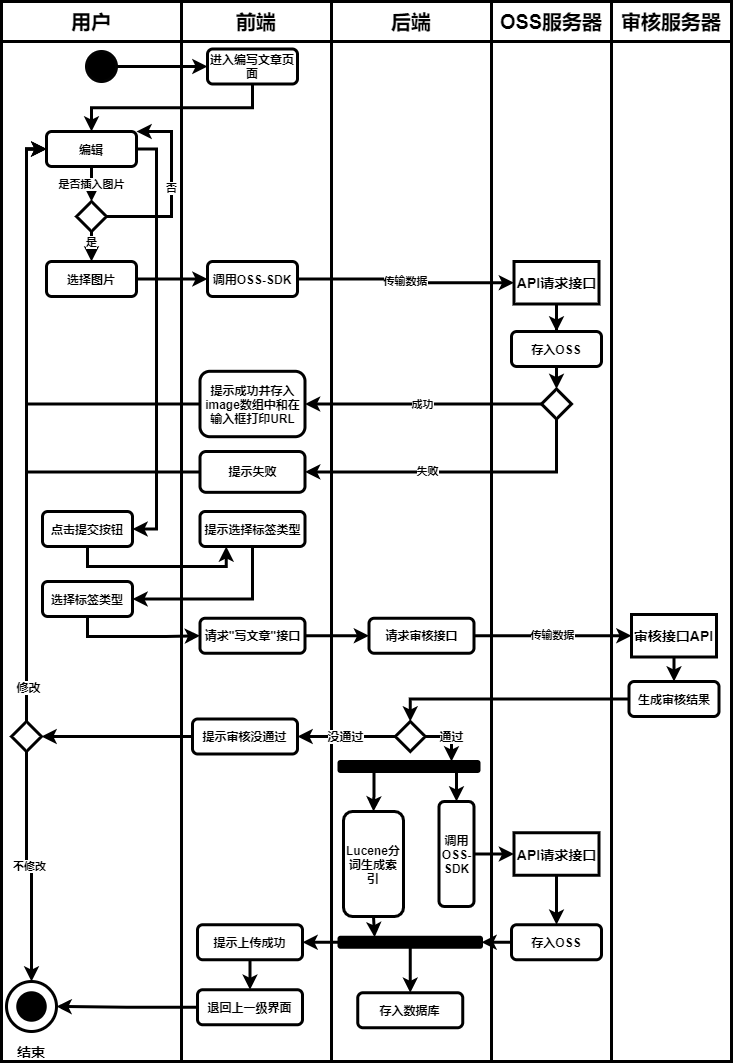 用户
前端
后端
OSS服务器
审核服务器
进入编写文章页
面
编辑
是否插入图片
否
是
选择图片
调用OSS-SDK
传输数据
API请求接口
存入OSS
提示成功并存入
image数组中和在
输入框打印URL
成功
提示失败
失败
点击提交按钮
提示选择标签类型
选择标签类型
请求"写文章"接口
请求审核接口
传输数据
审核接口API
生成审核结果
修改
提示审核没通过
没通过
通过
Lucene分
词生成索
引
调用
OSS-
SDK
API请求接口
不修改
提示上传成功
存入OSS
退回上一级界面
存入数据库
结束